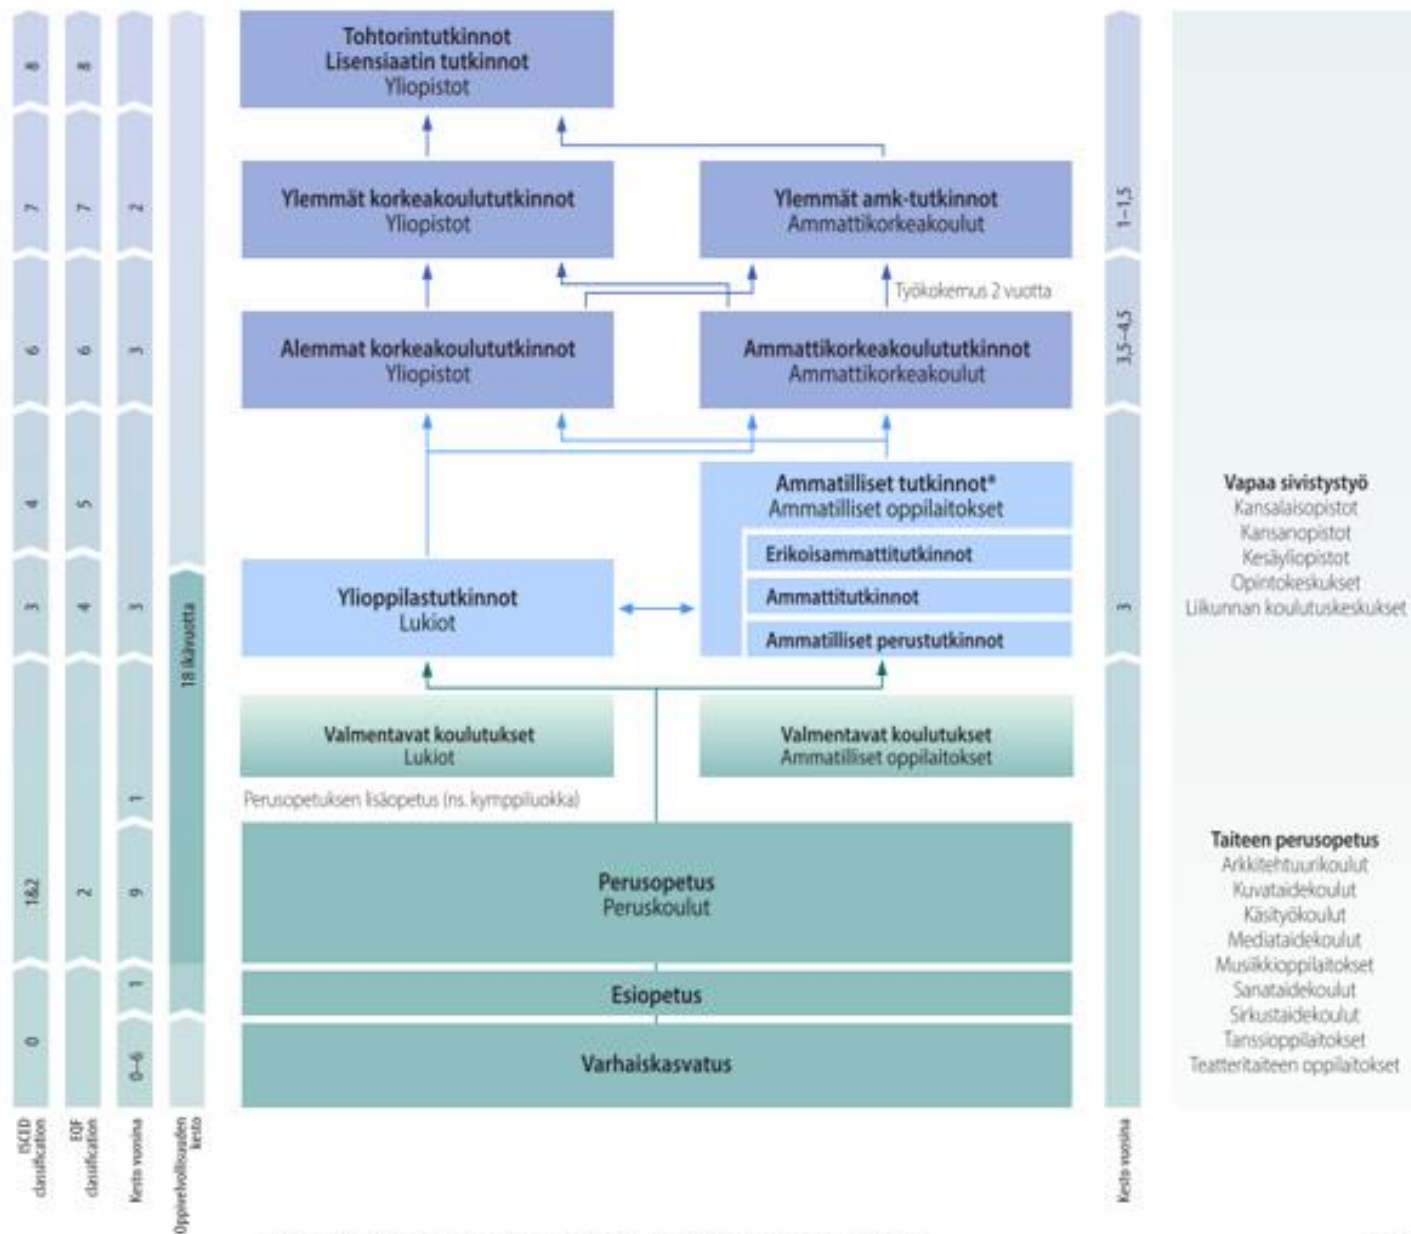 8
8
Tohtorintutkinnot
Lisensiaatin tutkinnot
Yliopistot
7
7
2
Ylemmät korkeakoulututkinnot
Yliopistot
Ylemmät amk-tutkinnot
Ammattikorkeakoulut
1–1,5
Työkokemus 2 vuotta
6
6
3
Alemmat korkeakoulututkinnot
Yliopistot
Ammattikorkeakoulututkinnot
Ammattikorkeakoulut
3,5–4,5
4
5
Ammatilliset tutkinnot*
Ammatilliset oppilaitokset
Erikoisammattitutkinnot
Ammattitutkinnot
Ammatilliset perustutkinnot
3
4
3
18 ikävuotta
Ylioppilastutkinnot
Lukiot
3
Valmentavat koulutukset
Lukiot
Valmentavat koulutukset
Ammatilliset oppilaitokset
1
Perusopetuksen lisäopetus (ns. kymppiluokka)
1&2
2
9
Perusopetus
Peruskoulut
1
Esiopetus
0
0–6
Varhaiskasvatus
ISCED
classification
EQF
classification
Kesto vuosina
Oppivelvollisuuden
kesto
Kesto vuosina
Vapaa sivistystyö
Kansalaisopistot
Kansanopistot
Kesäyliopistot
Opintokeskukset
Liikunnan koulutuskeskukset
Taiteen perusopetus
Arkkitehtuurikoulut
Kuvataidekoulut
Käsityökoulut
Mediataidekoulut
Musiikkioppilaitokset
Sanataidekoulut
Sirkustaidekoulut
Tanssioppilaitokset
Teatteritaiteen oppilaitokset